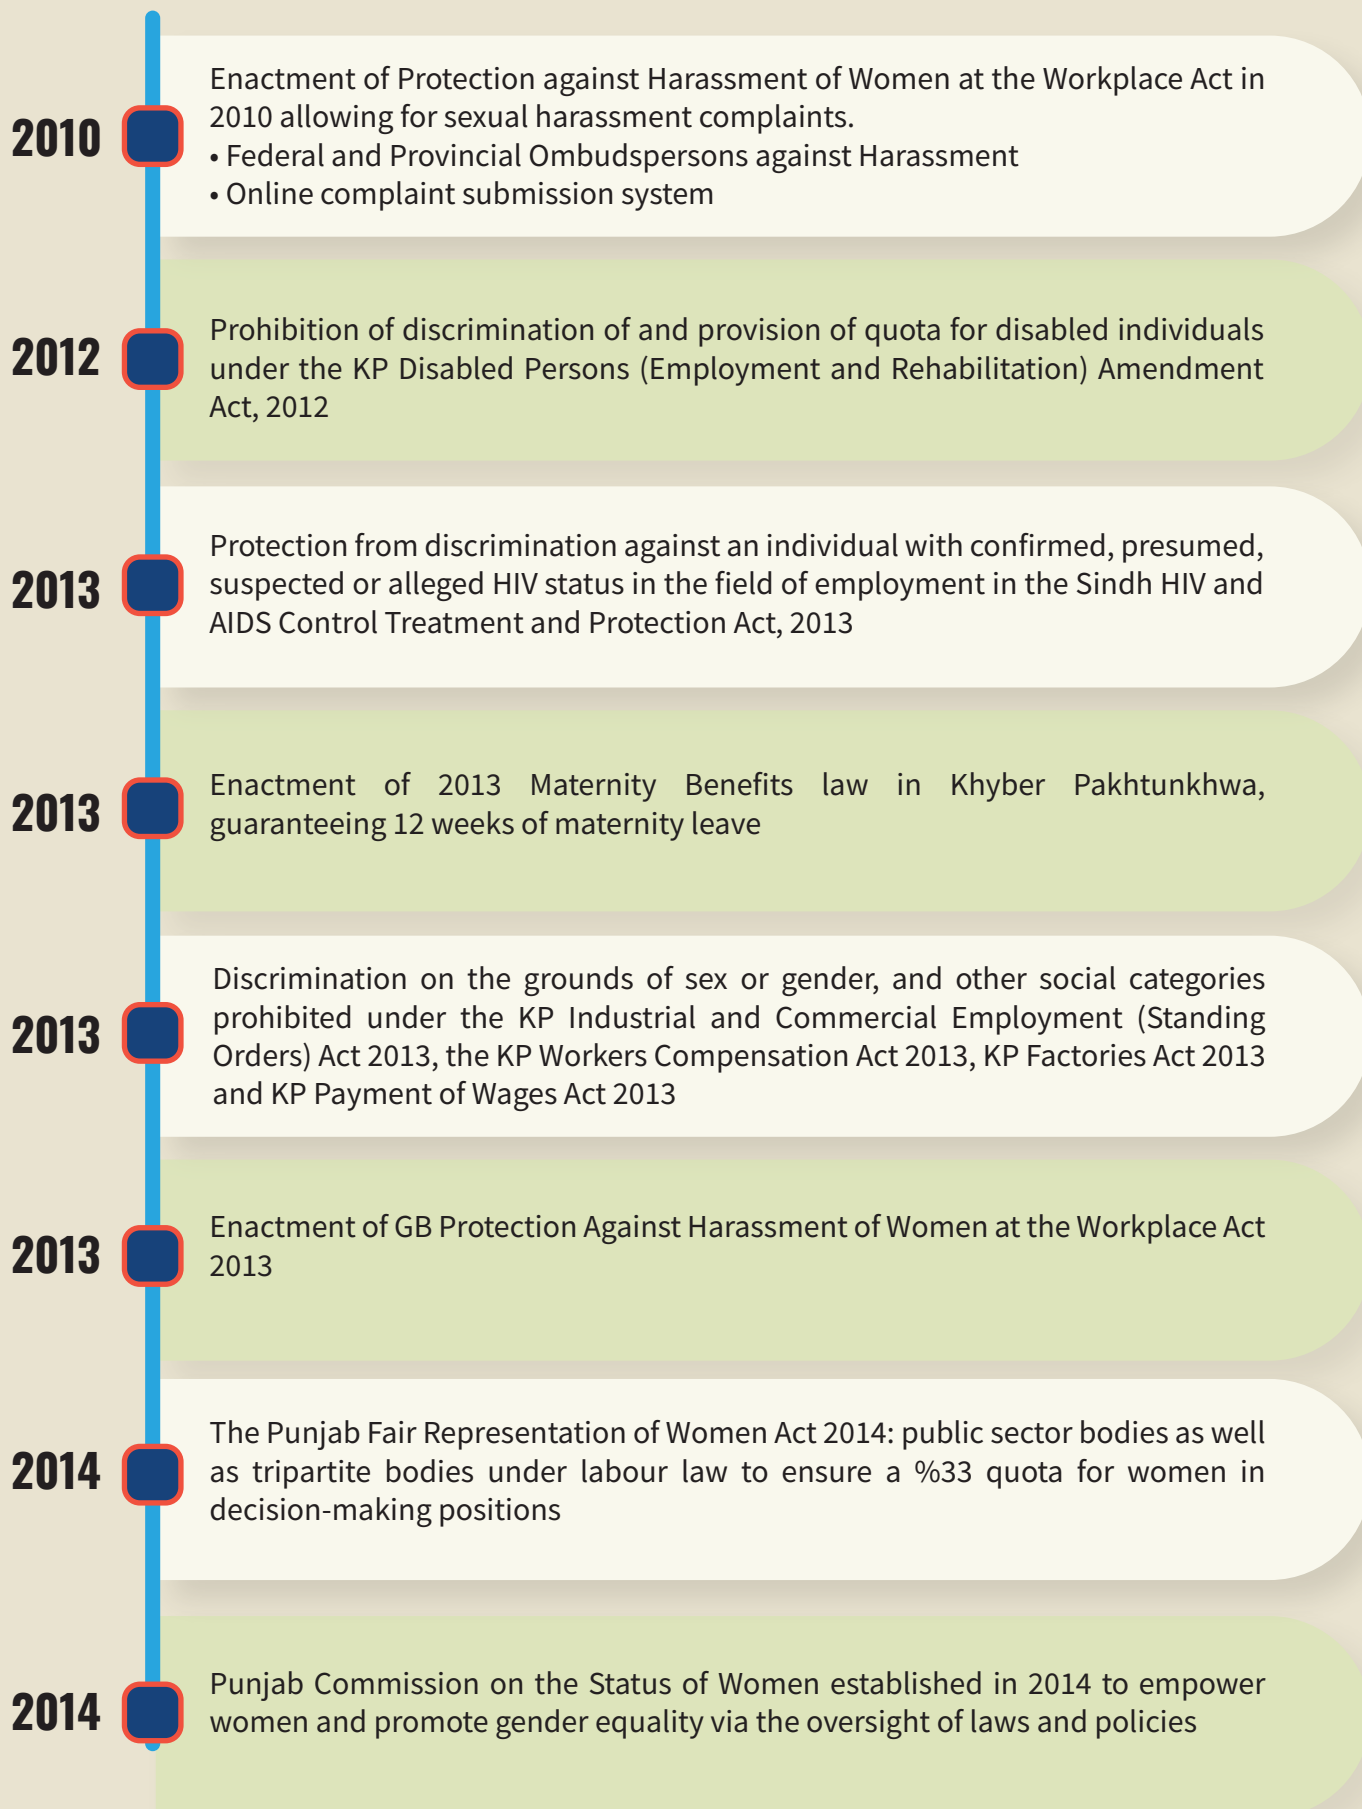 2010
Enactment of Protection against Harassment of Women at the Workplace Act in
2010 allowing for sexual harassment complaints.
• Federal and Provincial Ombudspersons against Harassment
• Online complaint submission system
2012
Prohibition of discrimination of and provision of quota for disabled individuals
under the KP Disabled Persons (Employment and Rehabilitation) Amendment
Act, 2012
2013
Protection from discrimination against an individual with confirmed, presumed,
suspected or alleged HIV status in the field of employment in the Sindh HIV and
AIDS Control Treatment and Protection Act, 2013
2013
Enactment of 2013 Maternity Benefits law in Khyber Pakhtunkhwa,
guaranteeing 12 weeks of maternity leave
2013
Discrimination on the grounds of sex or gender, and other social categories
prohibited under the KP Industrial and Commercial Employment (Standing
Orders) Act 2013, the KP Workers Compensation Act 2013, KP Factories Act 2013
and KP Payment of Wages Act 2013
2013
Enactment of GB Protection Against Harassment of Women at the Workplace Act
2013
2014
The Punjab Fair Representation of Women Act 2014: public sector bodies as well
as tripartite bodies under labour law to ensure a %33 quota for women in
decision-making positions
2014
Punjab Commission on the Status of Women established in 2014 to empower
women and promote gender equality via the oversight of laws and policies